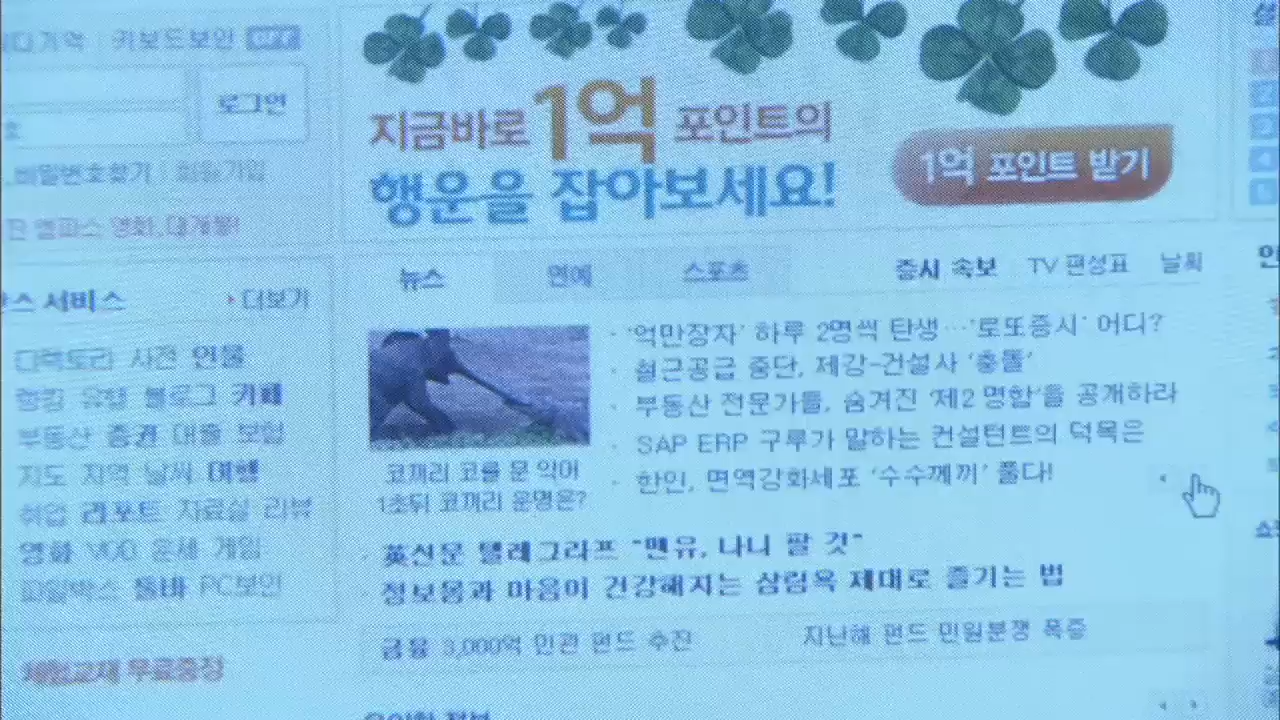 키보드보안 OFF
로그인
비밀번호찾기 | 회원가입
지금바로 1억 포인트의
행운을 잡아보세요!
1억 포인트 받기
서비스
더보기
디렉토리 사전 인물
랭킹 유행 블로그 카페
부동산 증권 대출 보험
지도 지역 날씨 여행
취업 리포트 자료실 리뷰
영화 VOD 운세 게임
파일박스 툴바 PC보안
무료증정
뉴스 연예 스포츠
증시 속보 TV 편성표 날씨
코끼리 코를 문 악어
1초뒤 코끼리 운명은?
· '억만장자' 하루 2명씩 탄생…'로또증시' 어디?
· 철근공급 중단, 제강-건설사 '충돌'
· 부동산 전문가들, 숨겨진 '제2 명함'을 공개하라
· SAP ERP 구루가 말하는 컨설턴트의 덕목은
· 한인, 면역강화세포 '수수께끼' 풀다!
· 英신문 텔레그라프 "맨유, 나니 팔 것"
정보몸과 마음이 건강해지는 삼림욕 제대로 즐기는 법
금융 3,000억 민관 펀드 추진
지난해 펀드 민원분쟁 폭증